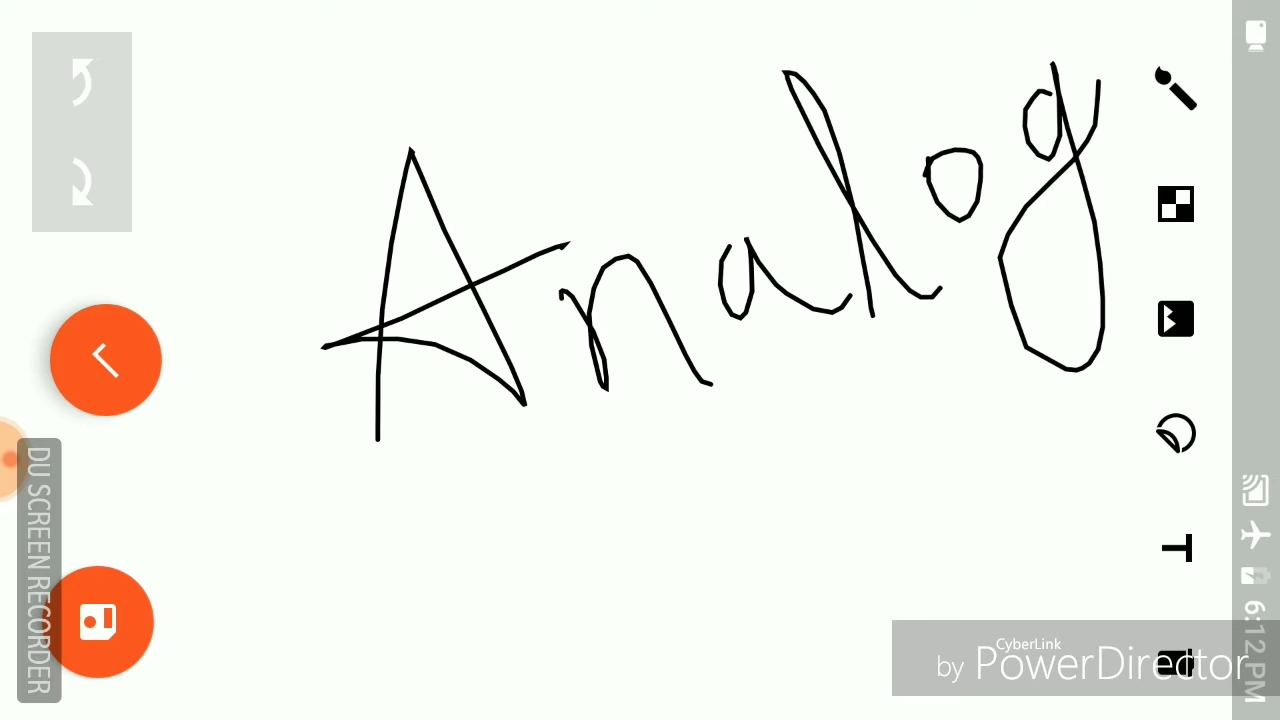 Analog
DU SCREEN RECORDER
T
6:12 PM
CyberLink
by PowerDirector